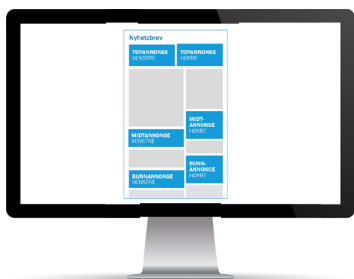 Nyhetsbrev
TOPANNONSE
VENSTRE
TOPANNONSE
HØYRE
MIDT-
ANNONSE
HØYRE
MIDTANNONSE
VENSTRE
BUNN-
ANNONCE
HØYRE
BUNNANNONSE
VENSTRE